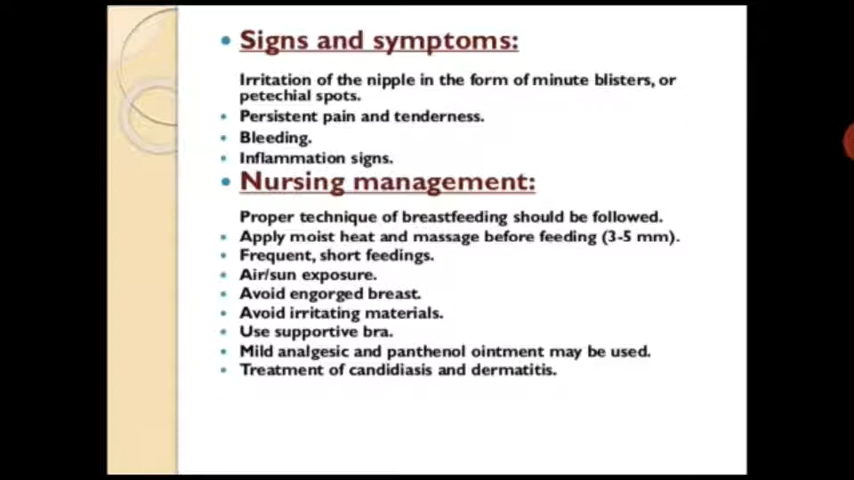 • Signs and symptoms:
Irritation of the nipple in the form of minute blisters, or
petechial spots.
• Persistent pain and tenderness.
• Bleeding.
• Inflammation signs.
• Nursing management:
Proper technique of breastfeeding should be followed.
• Apply moist heat and massage before feeding (3-5 mm).
• Frequent, short feedings.
• Air/sun exposure.
• Avoid engorged breast.
• Avoid irritating materials.
• Use supportive bra.
• Mild analgesic and panthenol ointment may be used.
• Treatment of candidiasis and dermatitis.